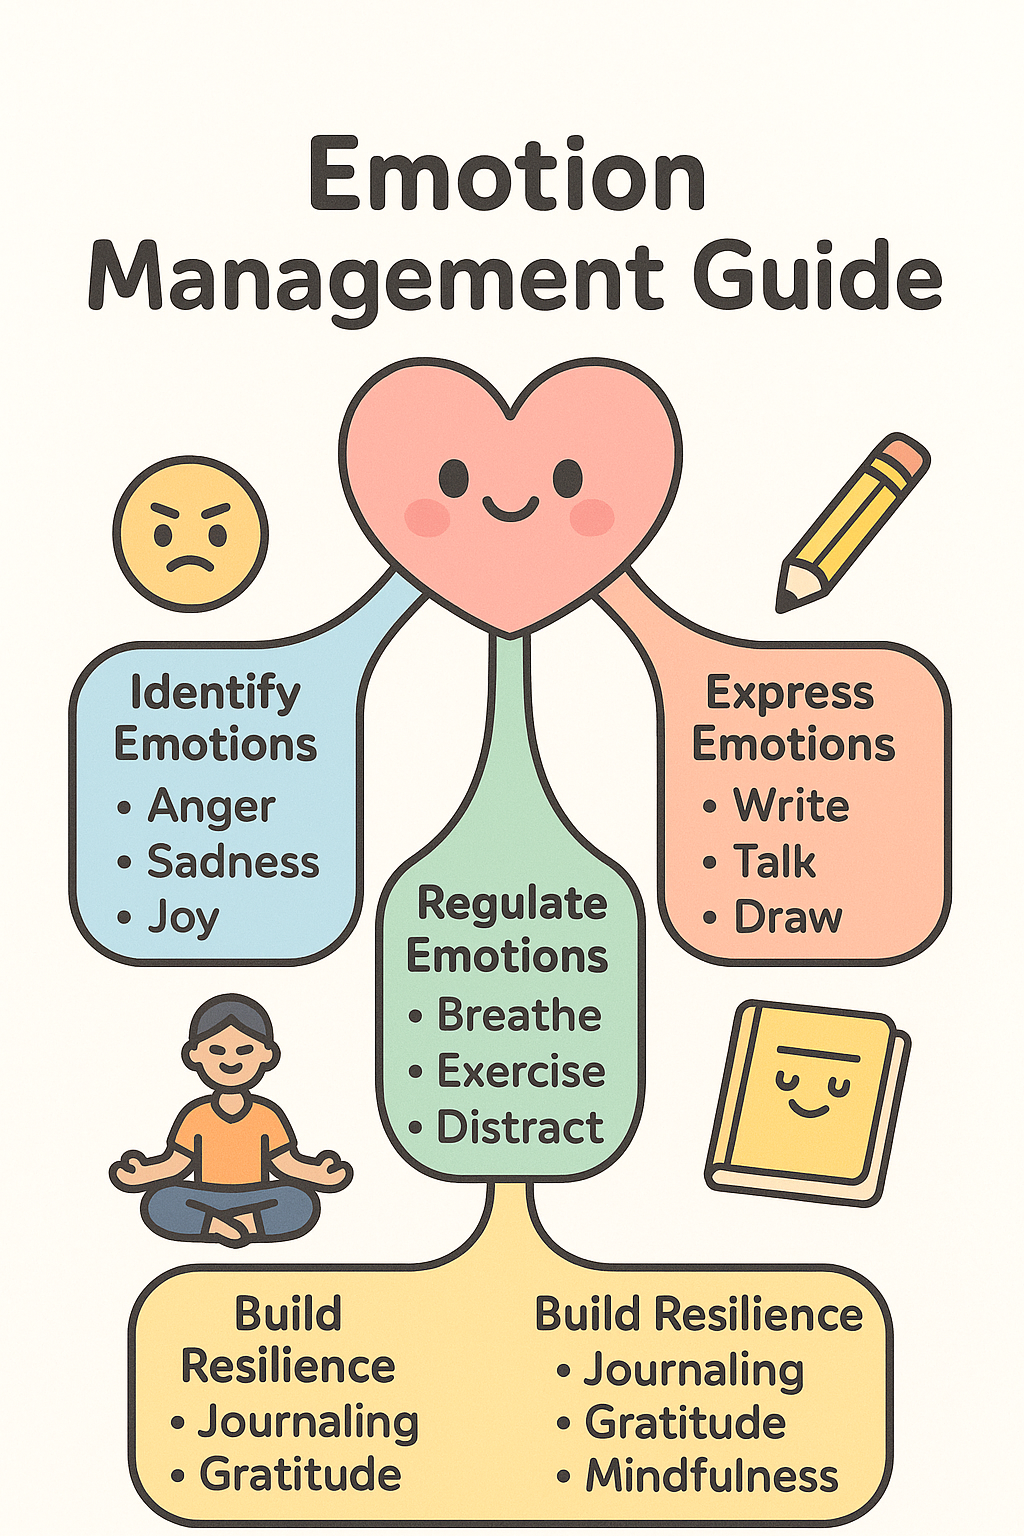 Emotion
Management Guide
Identify
Emotions
• Anger
• Sadness
• Joy
Express
Emotions
• Write
• Talk
• Draw
Regulate
Emotions
• Breathe
• Exercise
• Distract
Build
Resilience
• Journaling
• Gratitude
Build Resilience
• Journaling
• Gratitude
• Mindfulness